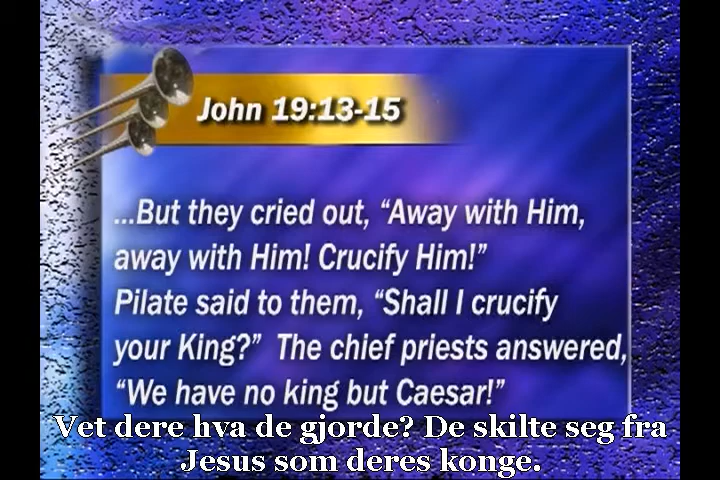 John 19:13-15
...But they cried out, “Away with Him,
away with Him! Crucify Him!”
Pilate said to them, “Shall I crucify
your King?” The chief priests answered,
“We have no king but Caesar!”
Vet dere hva de gjorde? De skilte seg fra
Jesus som deres konge.